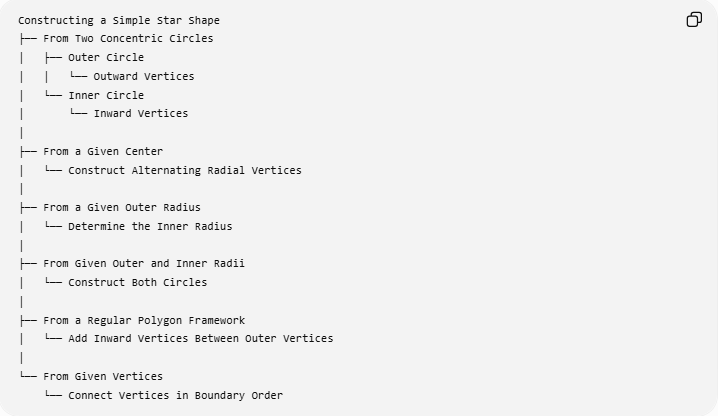 Constructing a Simple Star Shape
├── From Two Concentric Circles
│   ├── Outer Circle
│   │   └── Outward Vertices
│   └── Inner Circle
│       └── Inward Vertices
│
├── From a Given Center
│   └── Construct Alternating Radial Vertices
│
├── From a Given Outer Radius
│   └── Determine the Inner Radius
│
├── From Given Outer and Inner Radii
│   └── Construct Both Circles
│
├── From a Regular Polygon Framework
│   └── Add Inward Vertices Between Outer Vertices
│
└── From Given Vertices
    └── Connect Vertices in Boundary Order